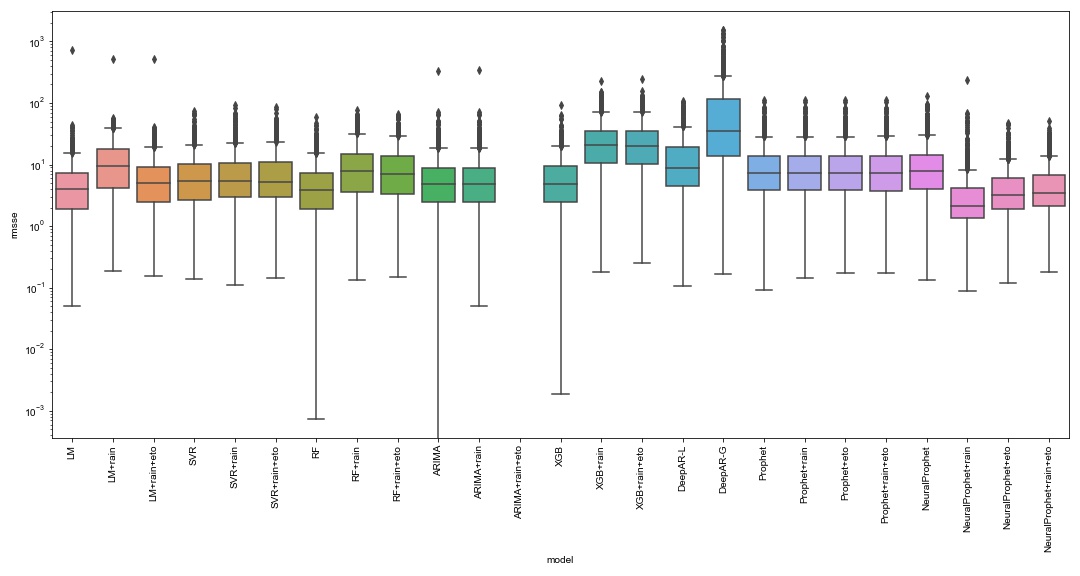 rmsse
10³
10²
10¹
10⁰
10⁻¹
10⁻²
10⁻³
LM
LM+rain
LM+rain+eto
SVR
SVR+rain
SVR+rain+eto
RF
RF+rain
RF+rain+eto
ARIMA
ARIMA+rain
ARIMA+rain+eto
XGB
XGB+rain
XGB+rain+eto
DeepAR-L
DeepAR-G
Prophet
Prophet+rain
Prophet+eto
Prophet+rain+eto
NeuralProphet
NeuralProphet+rain
NeuralProphet+eto
NeuralProphet+rain+eto
model